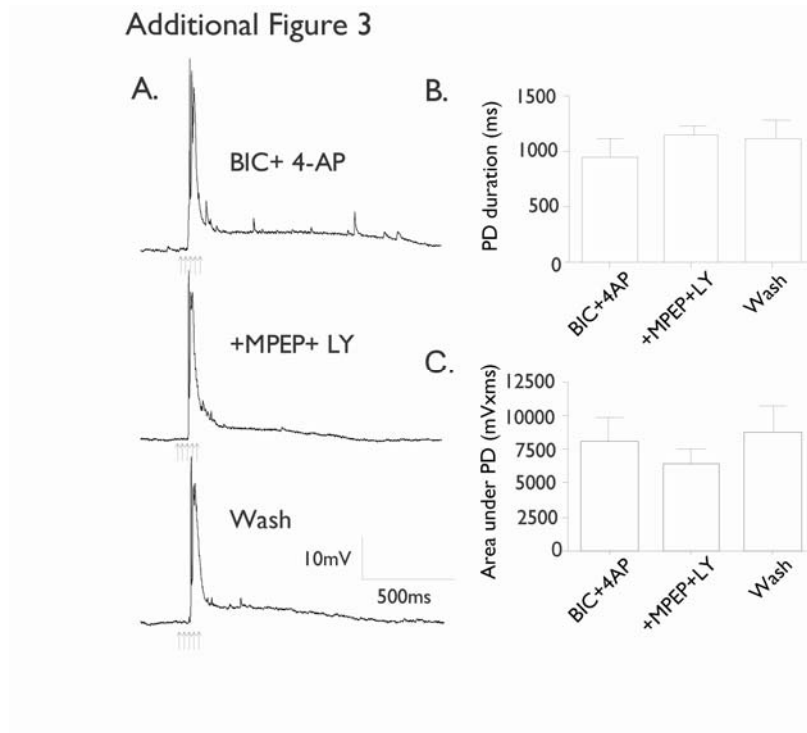 Additional Figure 3
A.
BIC+ 4-AP
+MPEP+ LY
Wash
10mV
500ms
B.
PD duration (ms)
1500
1000
500
0
BIC+4AP
+MPEP+LY
Wash
C.
Area under PD (mVxms)
12500
10000
7500
5000
2500
0
BIC+4AP
+MPEP+LY
Wash